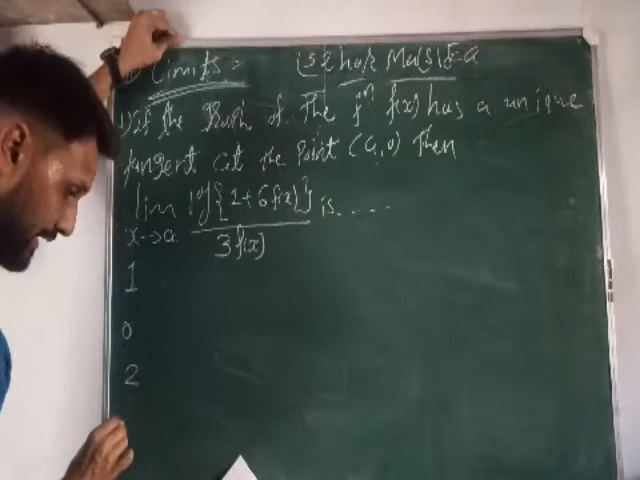 Limits :-
1) If the Graph of the f^n f(x) has a unique
tangent at the Point (a,0) Then
lim log{1+6f(x)} is.....
x→a 3f(x)
1
0
2